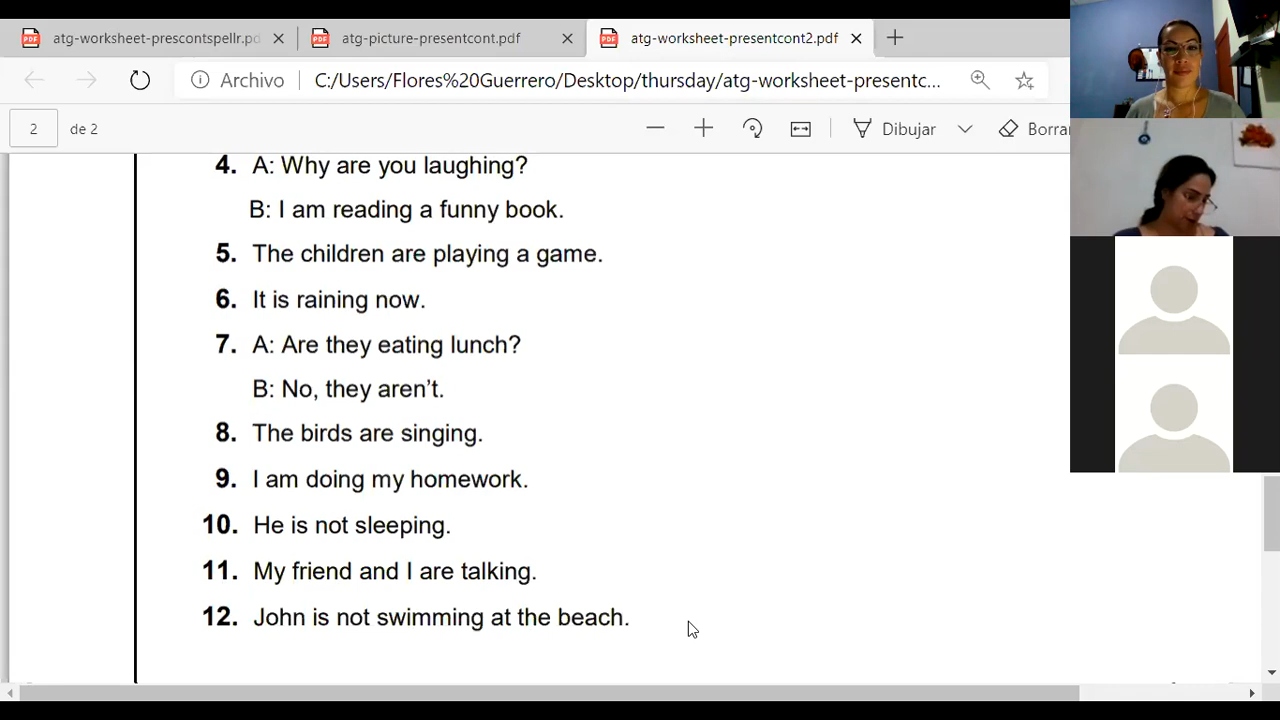 atg-worksheet-prescontspellr.pd
atg-picture-presentcont.pdf
atg-worksheet-presentcont2.pdf
Archivo
C:/Users/Flores%20Guerrero/Desktop/thursday/atg-worksheet-presentc...
2
de 2
Dibujar
Borrar
4. A: Why are you laughing?
B: I am reading a funny book.
5. The children are playing a game.
6. It is raining now.
7. A: Are they eating lunch?
B: No, they aren’t.
8. The birds are singing.
9. I am doing my homework.
10. He is not sleeping.
11. My friend and I are talking.
12. John is not swimming at the beach.